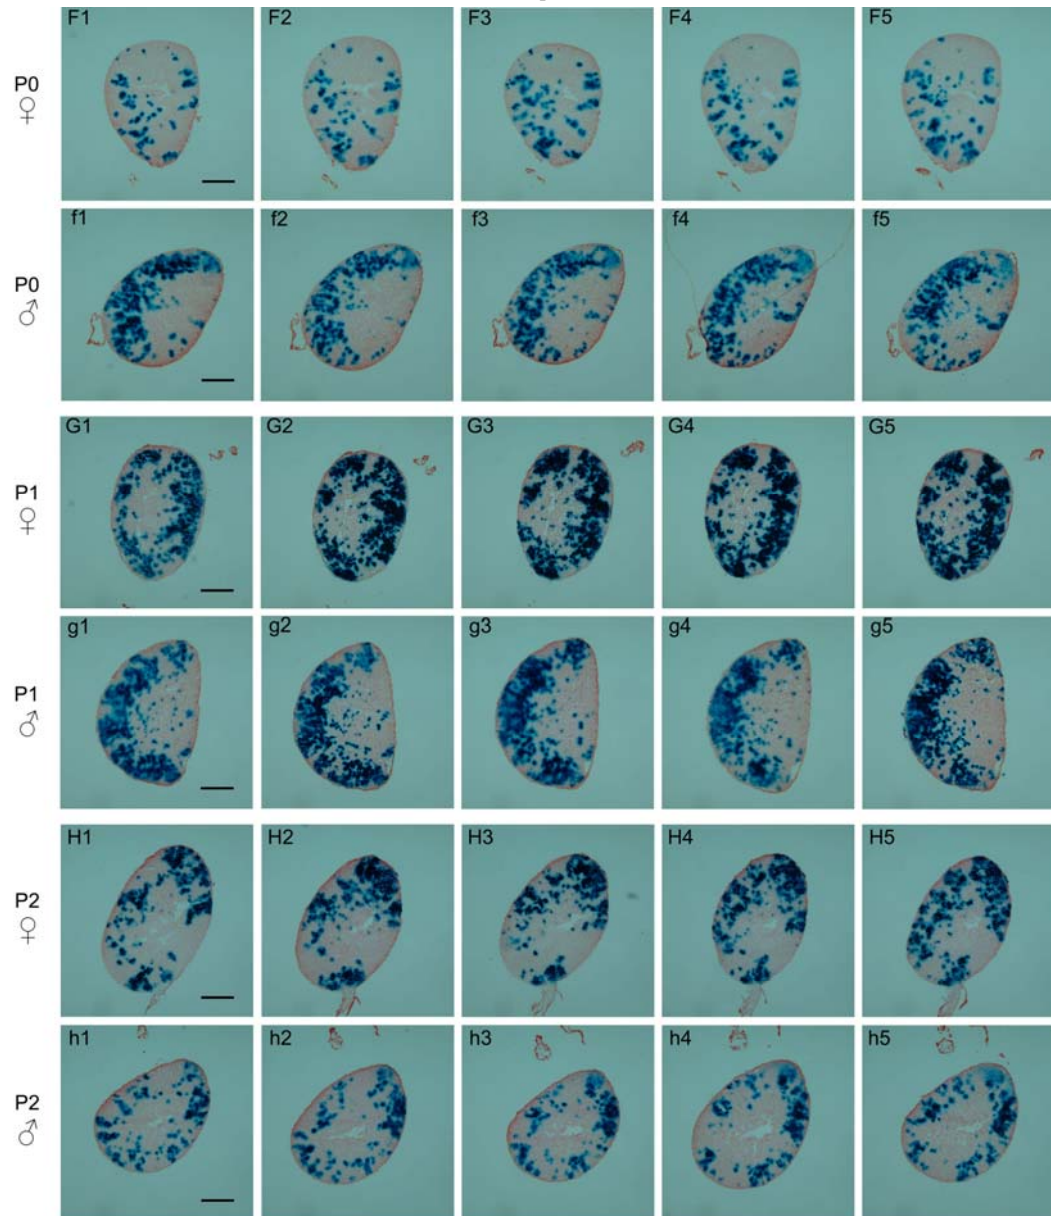 F1 F2 F3 F4 F5
P0
♀
f1 f2 f3 f4 f5
P0
♂
G1 G2 G3 G4 G5
P1
♀
g1 g2 g3 g4 g5
P1
♂
H1 H2 H3 H4 H5
P2
♀
h1 h2 h3 h4 h5
P2
♂